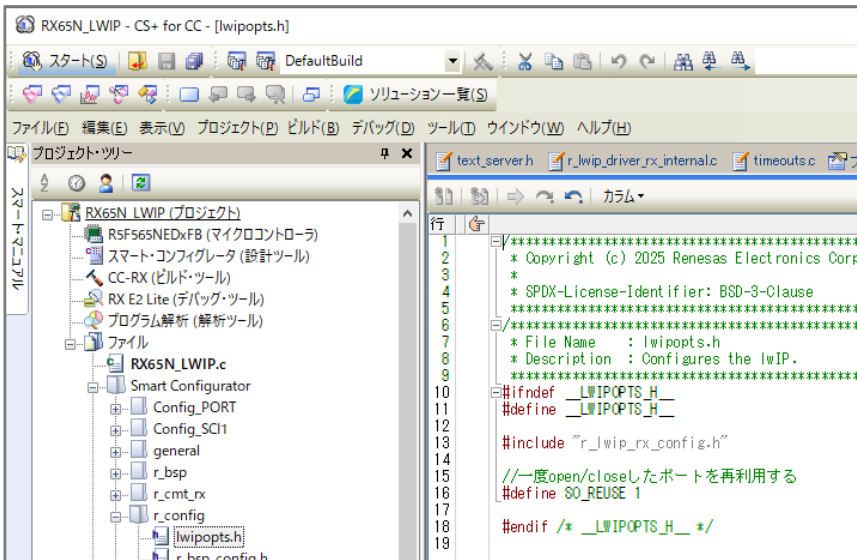 RX65N_LWIP - CS+ for CC - [lwipopts.h]
スタート(S) DefaultBuild
ソリューション一覧(S)
ファイル(F) 編集(E) 表示(V) プロジェクト(P) ビルド(B) デバッグ(D) ツール(T) ウインドウ(W) ヘルプ(H)
プロジェクト・ツリー
スマート・マニュアル
RX65N_LWIP (プロジェクト)
R5F565NEDxFB (マイクロコントローラ)
スマート・コンフィグレータ (設計ツール)
CC-RX (ビルド・ツール)
RX E2 Lite (デバッグ・ツール)
プログラム解析 (解析ツール)
ファイル
RX65N_LWIP.c
Smart Configurator
Config_PORT
Config_SCI1
general
r_bsp
r_cmt_rx
r_config
lwipopts.h
r_bsp_config.h
text_server.h r_lwip_driver_rx_internal.c timeouts.c
カラム
行
1 /******************************************
2 * Copyright (c) 2025 Renesas Electronics Corp
3 *
4 * SPDX-License-Identifier: BSD-3-Clause
5 ******************************************
6 /******************************************
7 * File Name : lwipopts.h
8 * Description : Configures the lwIP.
9 ******************************************
10 #ifndef __LWIPOPTS_H__
11 #define __LWIPOPTS_H__
12
13 #include "r_lwip_rx_config.h"
14
15 //一度open/closeしたポートを再利用する
16 #define SO_REUSE 1
17
18 #endif /* __LWIPOPTS_H__ */
19